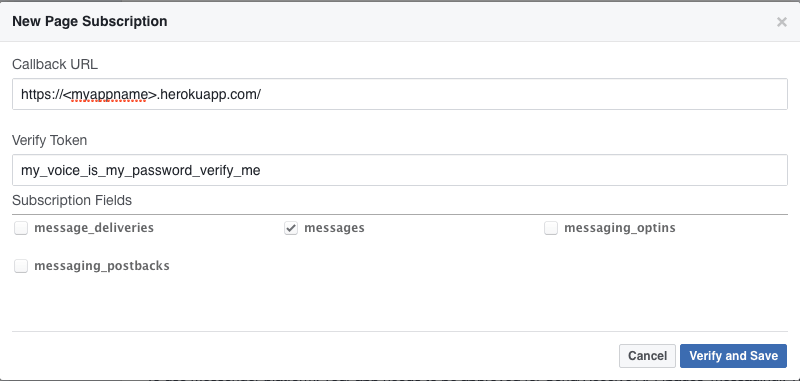 New Page Subscription ×
Callback URL
https://<myappname>.herokuapp.com/
Verify Token
my_voice_is_my_password_verify_me
Subscription Fields
message_deliveries messages messaging_optins
messaging_postbacks
Cancel Verify and Save